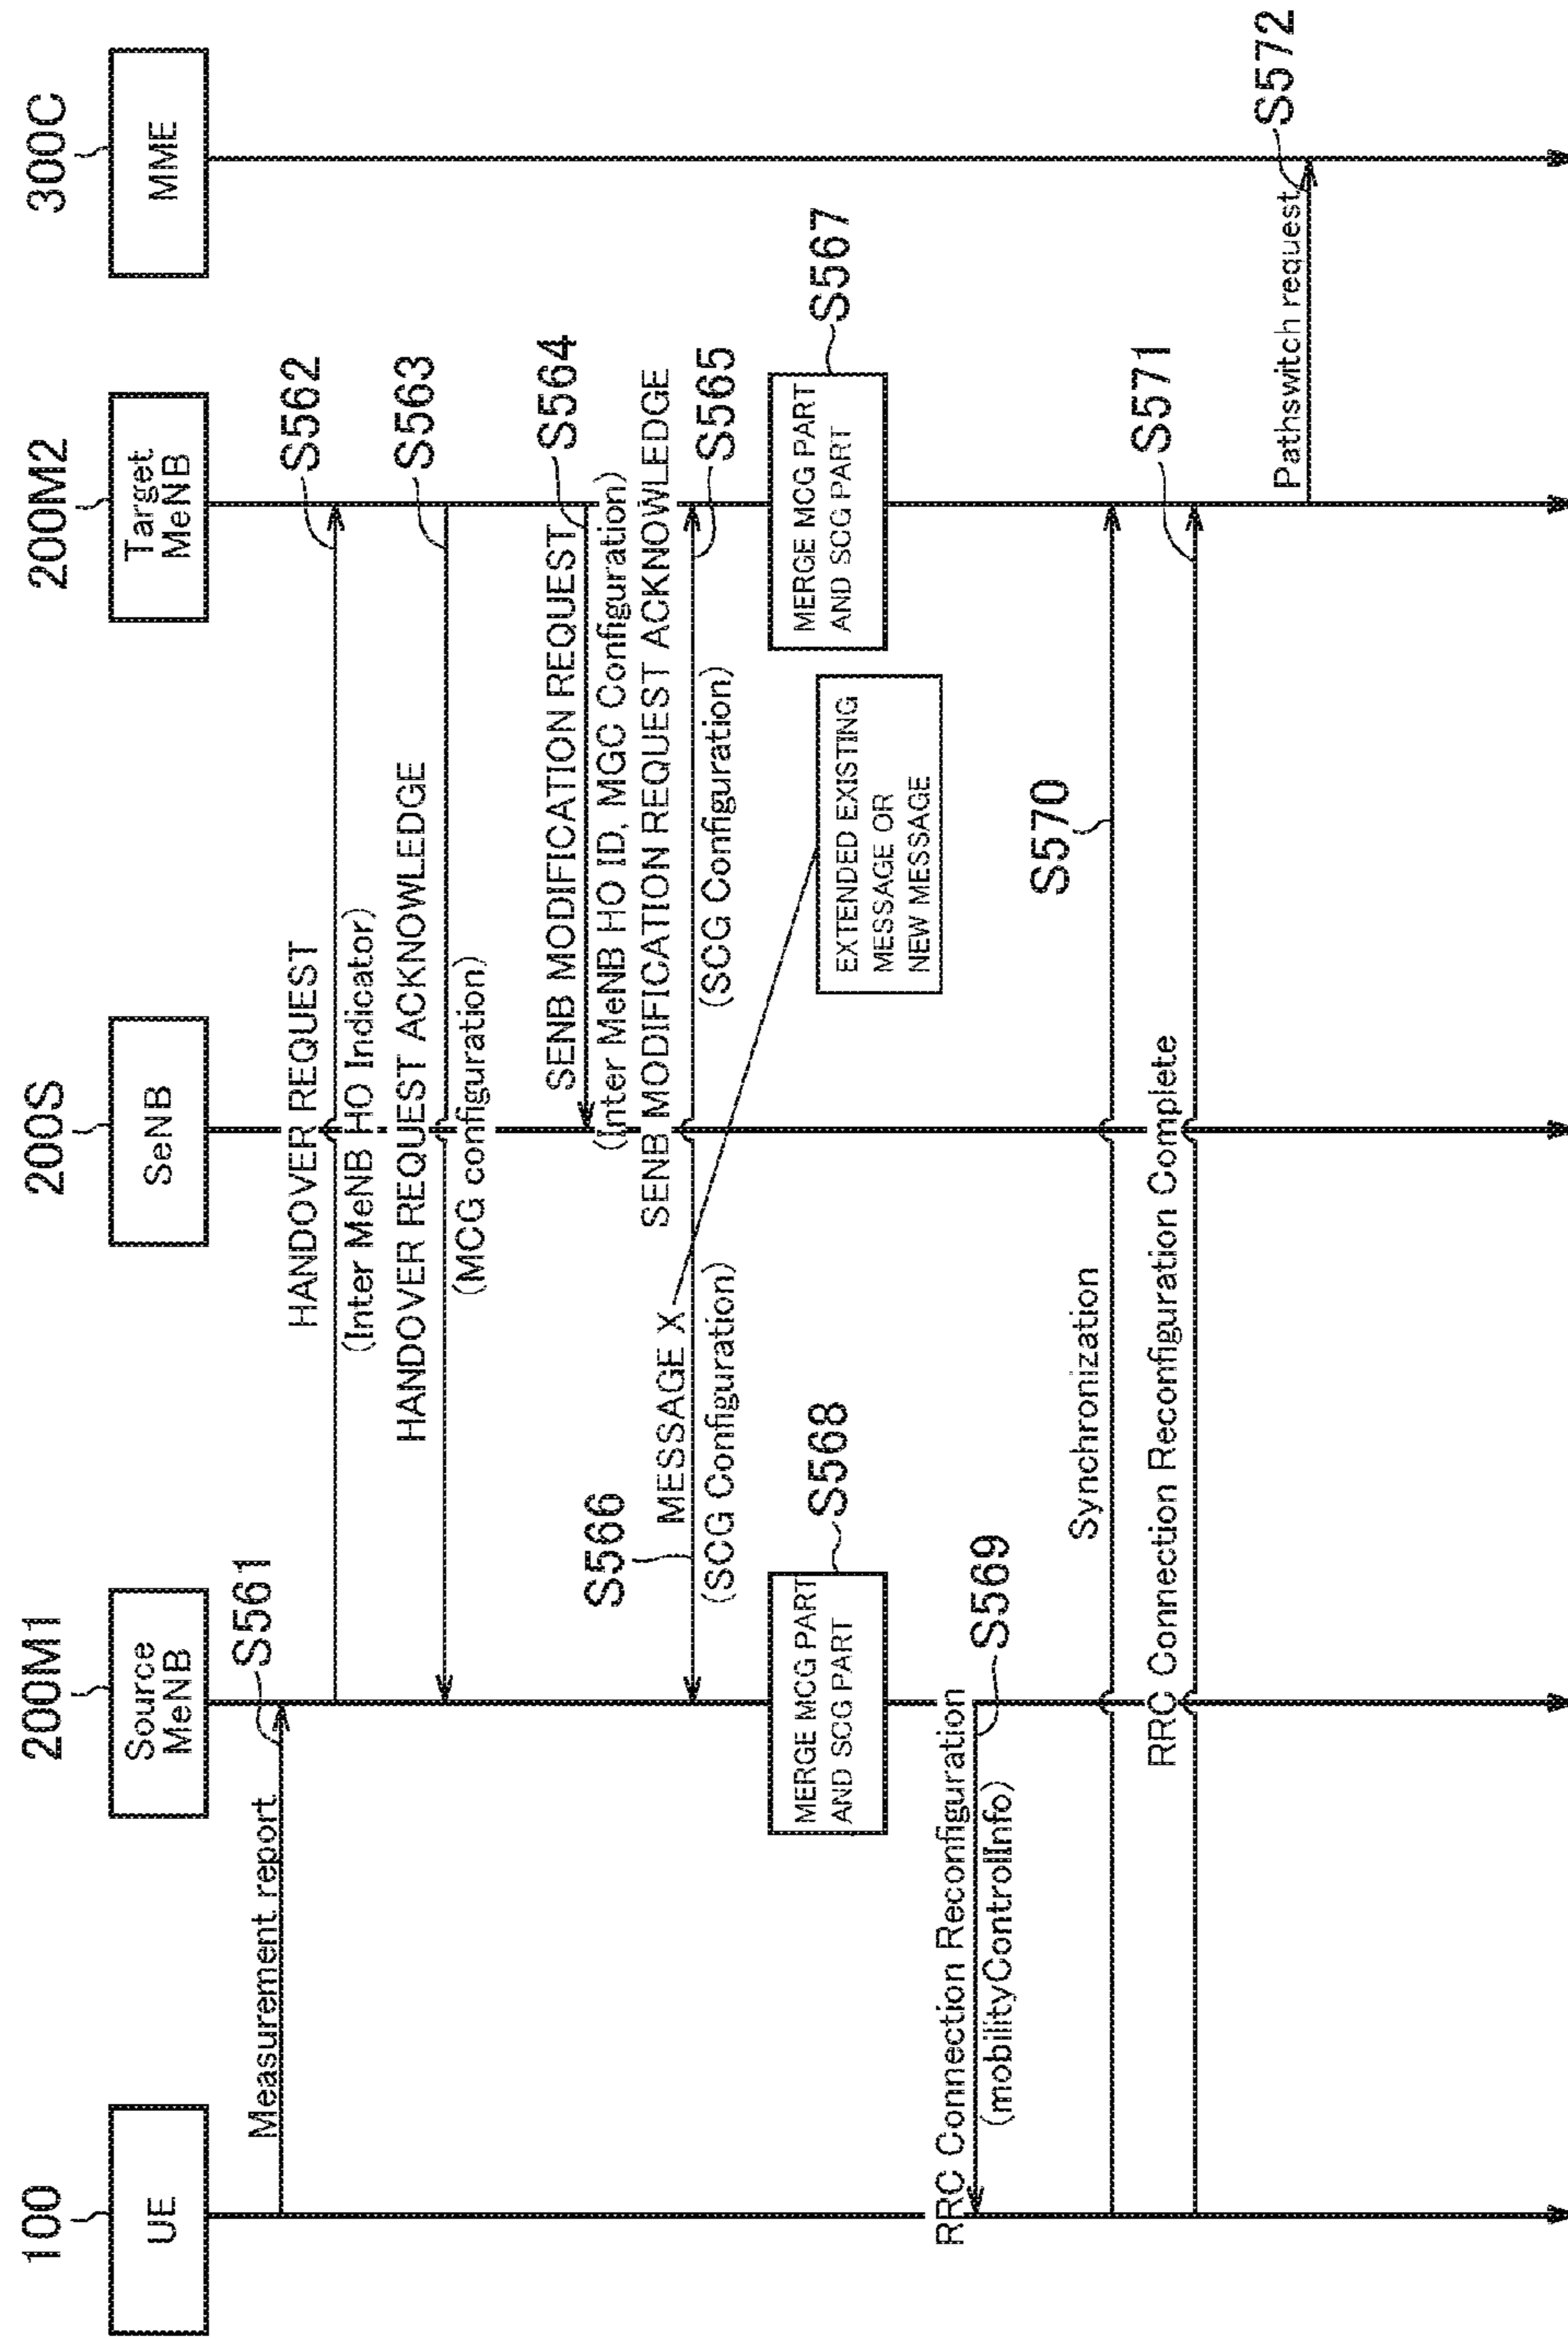 100
200M1
200S
200M2
300C
UE
Source
MeNB
SeNB
Target
MeNB
MME
Measurement report
S561
HANDOVER REQUEST
S562
(Inter MeNB HO Indicator)
HANDOVER REQUEST ACKNOWLEDGE
S563
(MCG configuration)
SENB MODIFICATION REQUEST
S564
(Inter MeNB HO ID, MGC Configuration)
SENB MODIFICATION REQUEST ACKNOWLEDGE
S565
(SCG Configuration)
S566
MESSAGE X
(SCG Configuration)
EXTENDED EXISTING
MESSAGE OR
NEW MESSAGE
MERGE MCG PART
AND SCG PART
S567
MERGE MCG PART
AND SCG PART
S568
RRC Connection Reconfiguration
S569
(mobilityControlInfo)
Synchronization
S570
RRC Connection Reconfiguration Complete
S571
Pathswitch request
S572